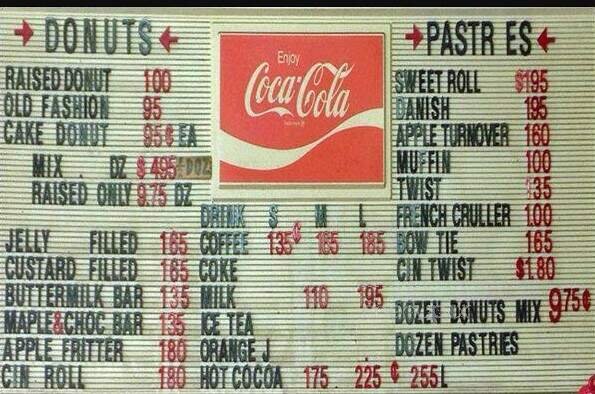 DONUTS
RAISED DONUT 100
OLD FASHION 95
CAKE DONUT 95¢ EA
MIX . DZ $495 DOZ
RAISED ONLY 9.75 DZ
JELLY FILLED 165
CUSTARD FILLED 165
BUTTERMILK BAR 135
MAPLE&CHOC BAR 135
APPLE FRITTER 180
CIN ROLL 180
Enjoy
Coca-Cola
DRINK S M L
COFFEE 135¢ 165 185
COKE
MILK 110 195
ICE TEA
ORANGE J
HOT COCOA 175 225¢ 255L
PASTR ES
SWEET ROLL $195
DANISH 195
APPLE TURNOVER 160
MUFFIN 100
TWIST 135
FRENCH CRULLER 1.00
BOW TIE 165
CIN TWIST $1.80
DOZEN DONUTS MIX 975¢
DOZEN PASTRIES